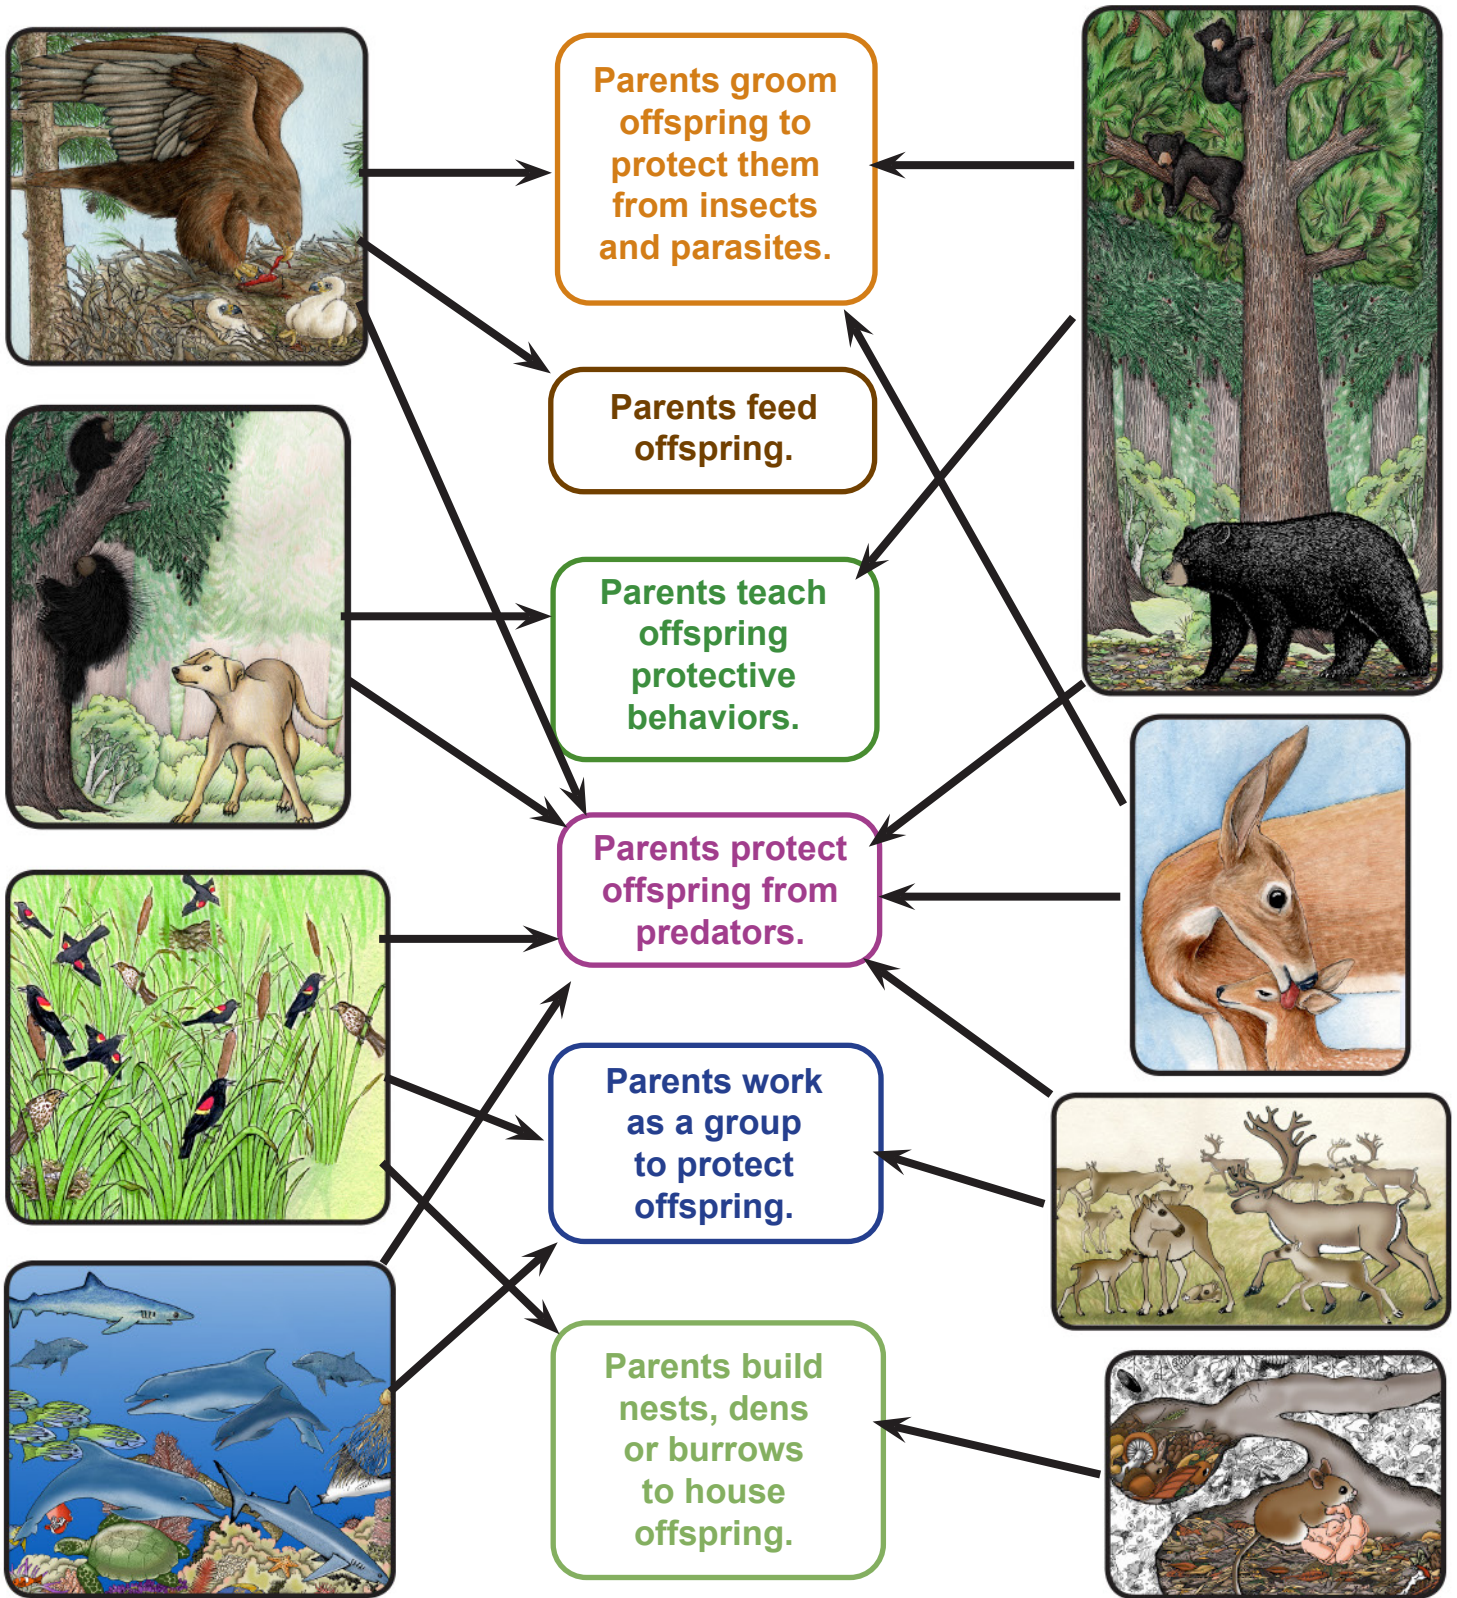 Parents groom
offspring to
protect them
from insects
and parasites.
Parents feed
offspring.
Parents teach
offspring
protective
behaviors.
Parents protect
offspring from
predators.
Parents work
as a group
to protect
offspring.
Parents build
nests, dens
or burrows
to house
offspring.